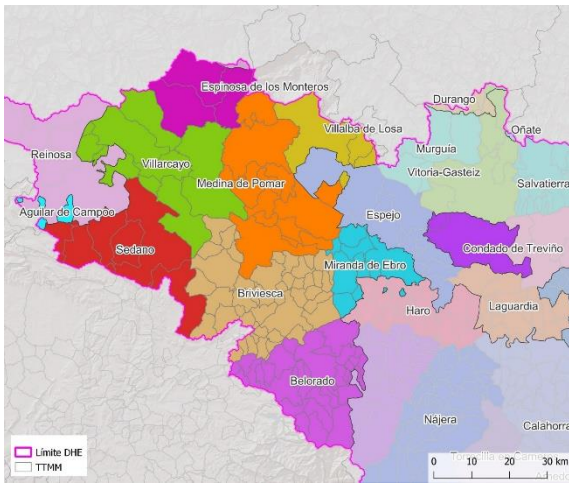 Espinosa de los Monteros
Durango
Oñate
Villalba de Losa
Murguía
Reinosa
Villarcayo
Vitoria-Gasteiz
Medina de Pomar
Salvatierra
Aguilar de Campóo
Espejo
Sedano
Condado de Treviño
Miranda de Ebro
Briviesca
Haro
Laguardia
Belorado
Nájera
Calahorra
Límite DHE
TTMM
0 10 20 30 km